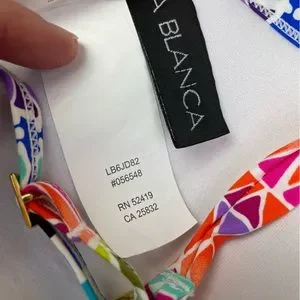 A BLANCA
LB6JD82
#056548
RN 52419
CA 25832